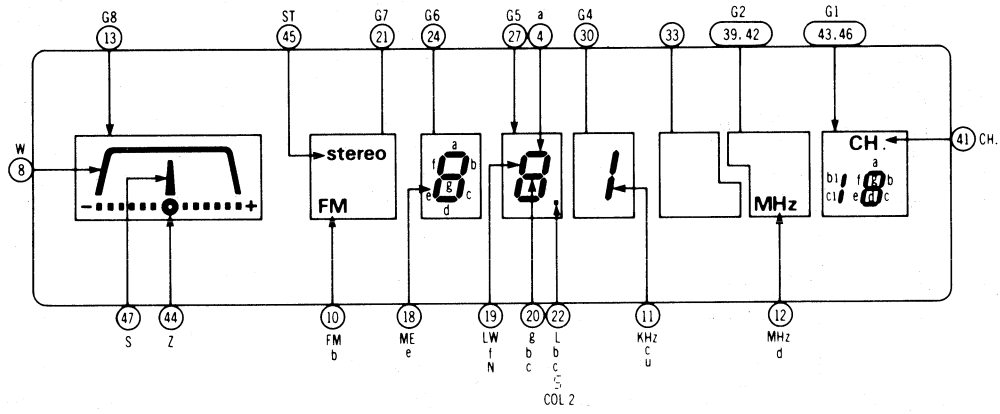 G8 ST G7 G6 G5 a G4 G2 G1
13 45 21 24 27 4 30 33 39.42 43.46
W
8
stereo
FM
a
f b
g
e c
d
MHz
CH.
a
b1 f g b
c1 e d c
41 CH.
- +
47 44 10 18 19 20 22 11 12
S Z FM ME LW g L KHz MHz
b e f b b c d
N c c u
COL 2